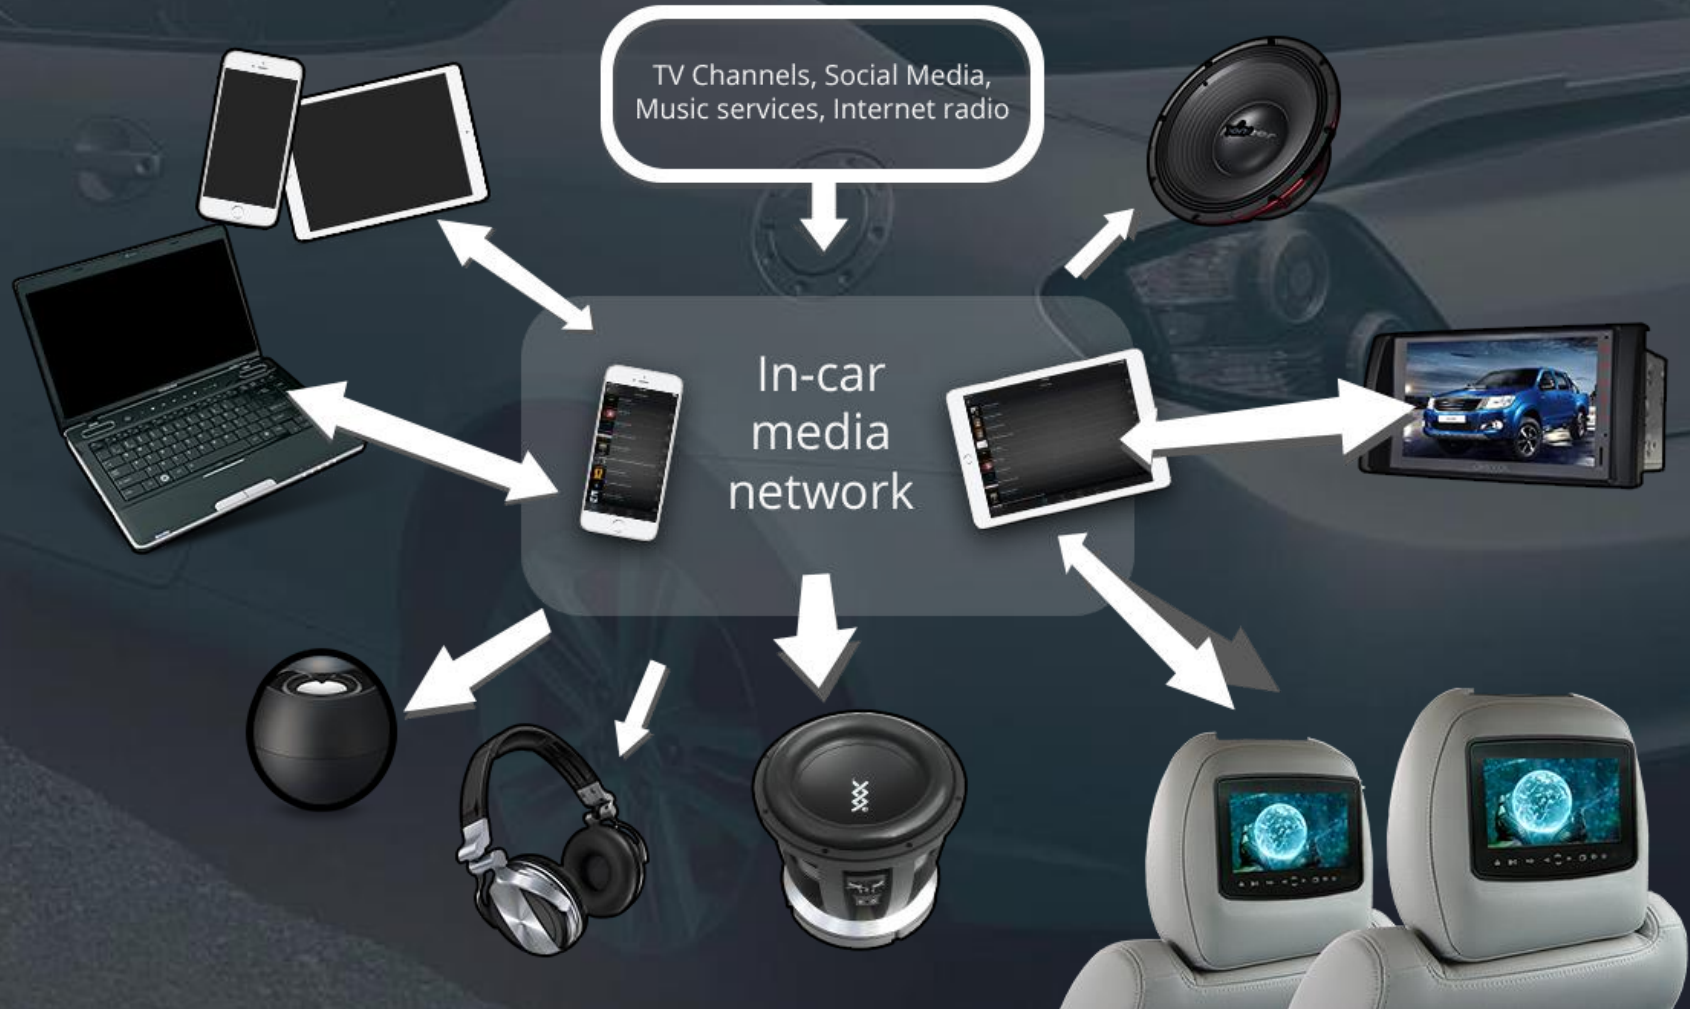 TV Channels, Social Media,
Music services, Internet radio
In-car
media
network